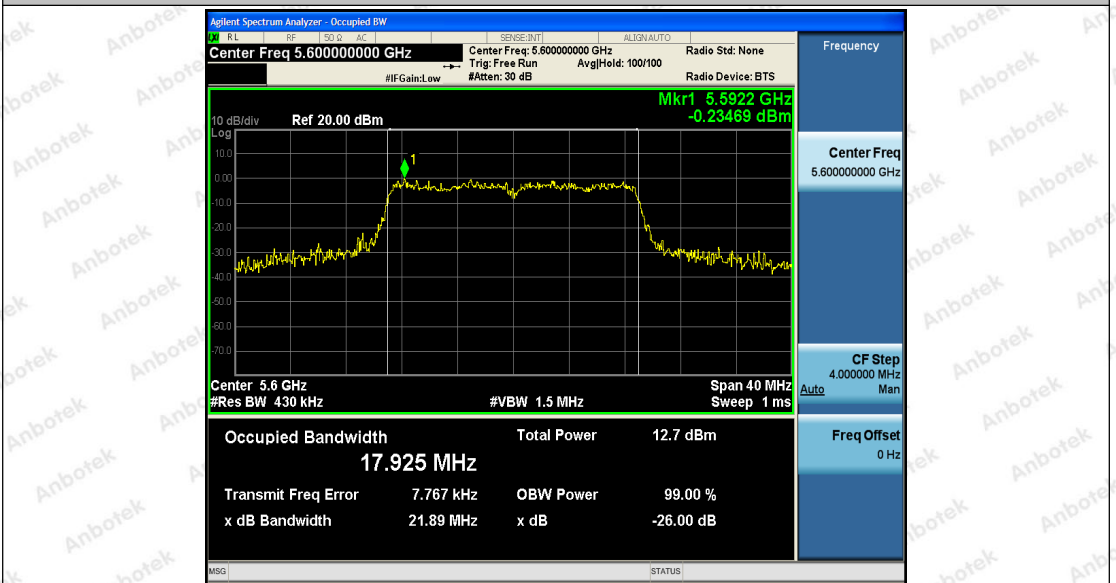 Agilent Spectrum Analyzer - Occupied BW
LXI RL RF 50 Ω AC SENSE:INT ALIGN AUTO
Center Freq 5.600000000 GHz
Center Freq: 5.600000000 GHz Radio Std: None
Trig: Free Run Avg|Hold: 100/100
#IFGain:Low #Atten: 30 dB Radio Device: BTS
Frequency
Mkr1 5.5922 GHz
-0.23469 dBm
10 dB/div Ref 20.00 dBm
Log
10.0
0.00
-10.0
-20.0
-30.0
-40.0
-50.0
-60.0
-70.0
1
Center Freq
5.600000000 GHz
Center 5.6 GHz Span 40 MHz
#Res BW 430 kHz #VBW 1.5 MHz Sweep 1 ms
CF Step
4.000000 MHz
Auto Man
Occupied Bandwidth Total Power 12.7 dBm
17.925 MHz
Transmit Freq Error 7.767 kHz OBW Power 99.00 %
x dB Bandwidth 21.89 MHz x dB -26.00 dB
Freq Offset
0 Hz
MSG STATUS
Anbotek